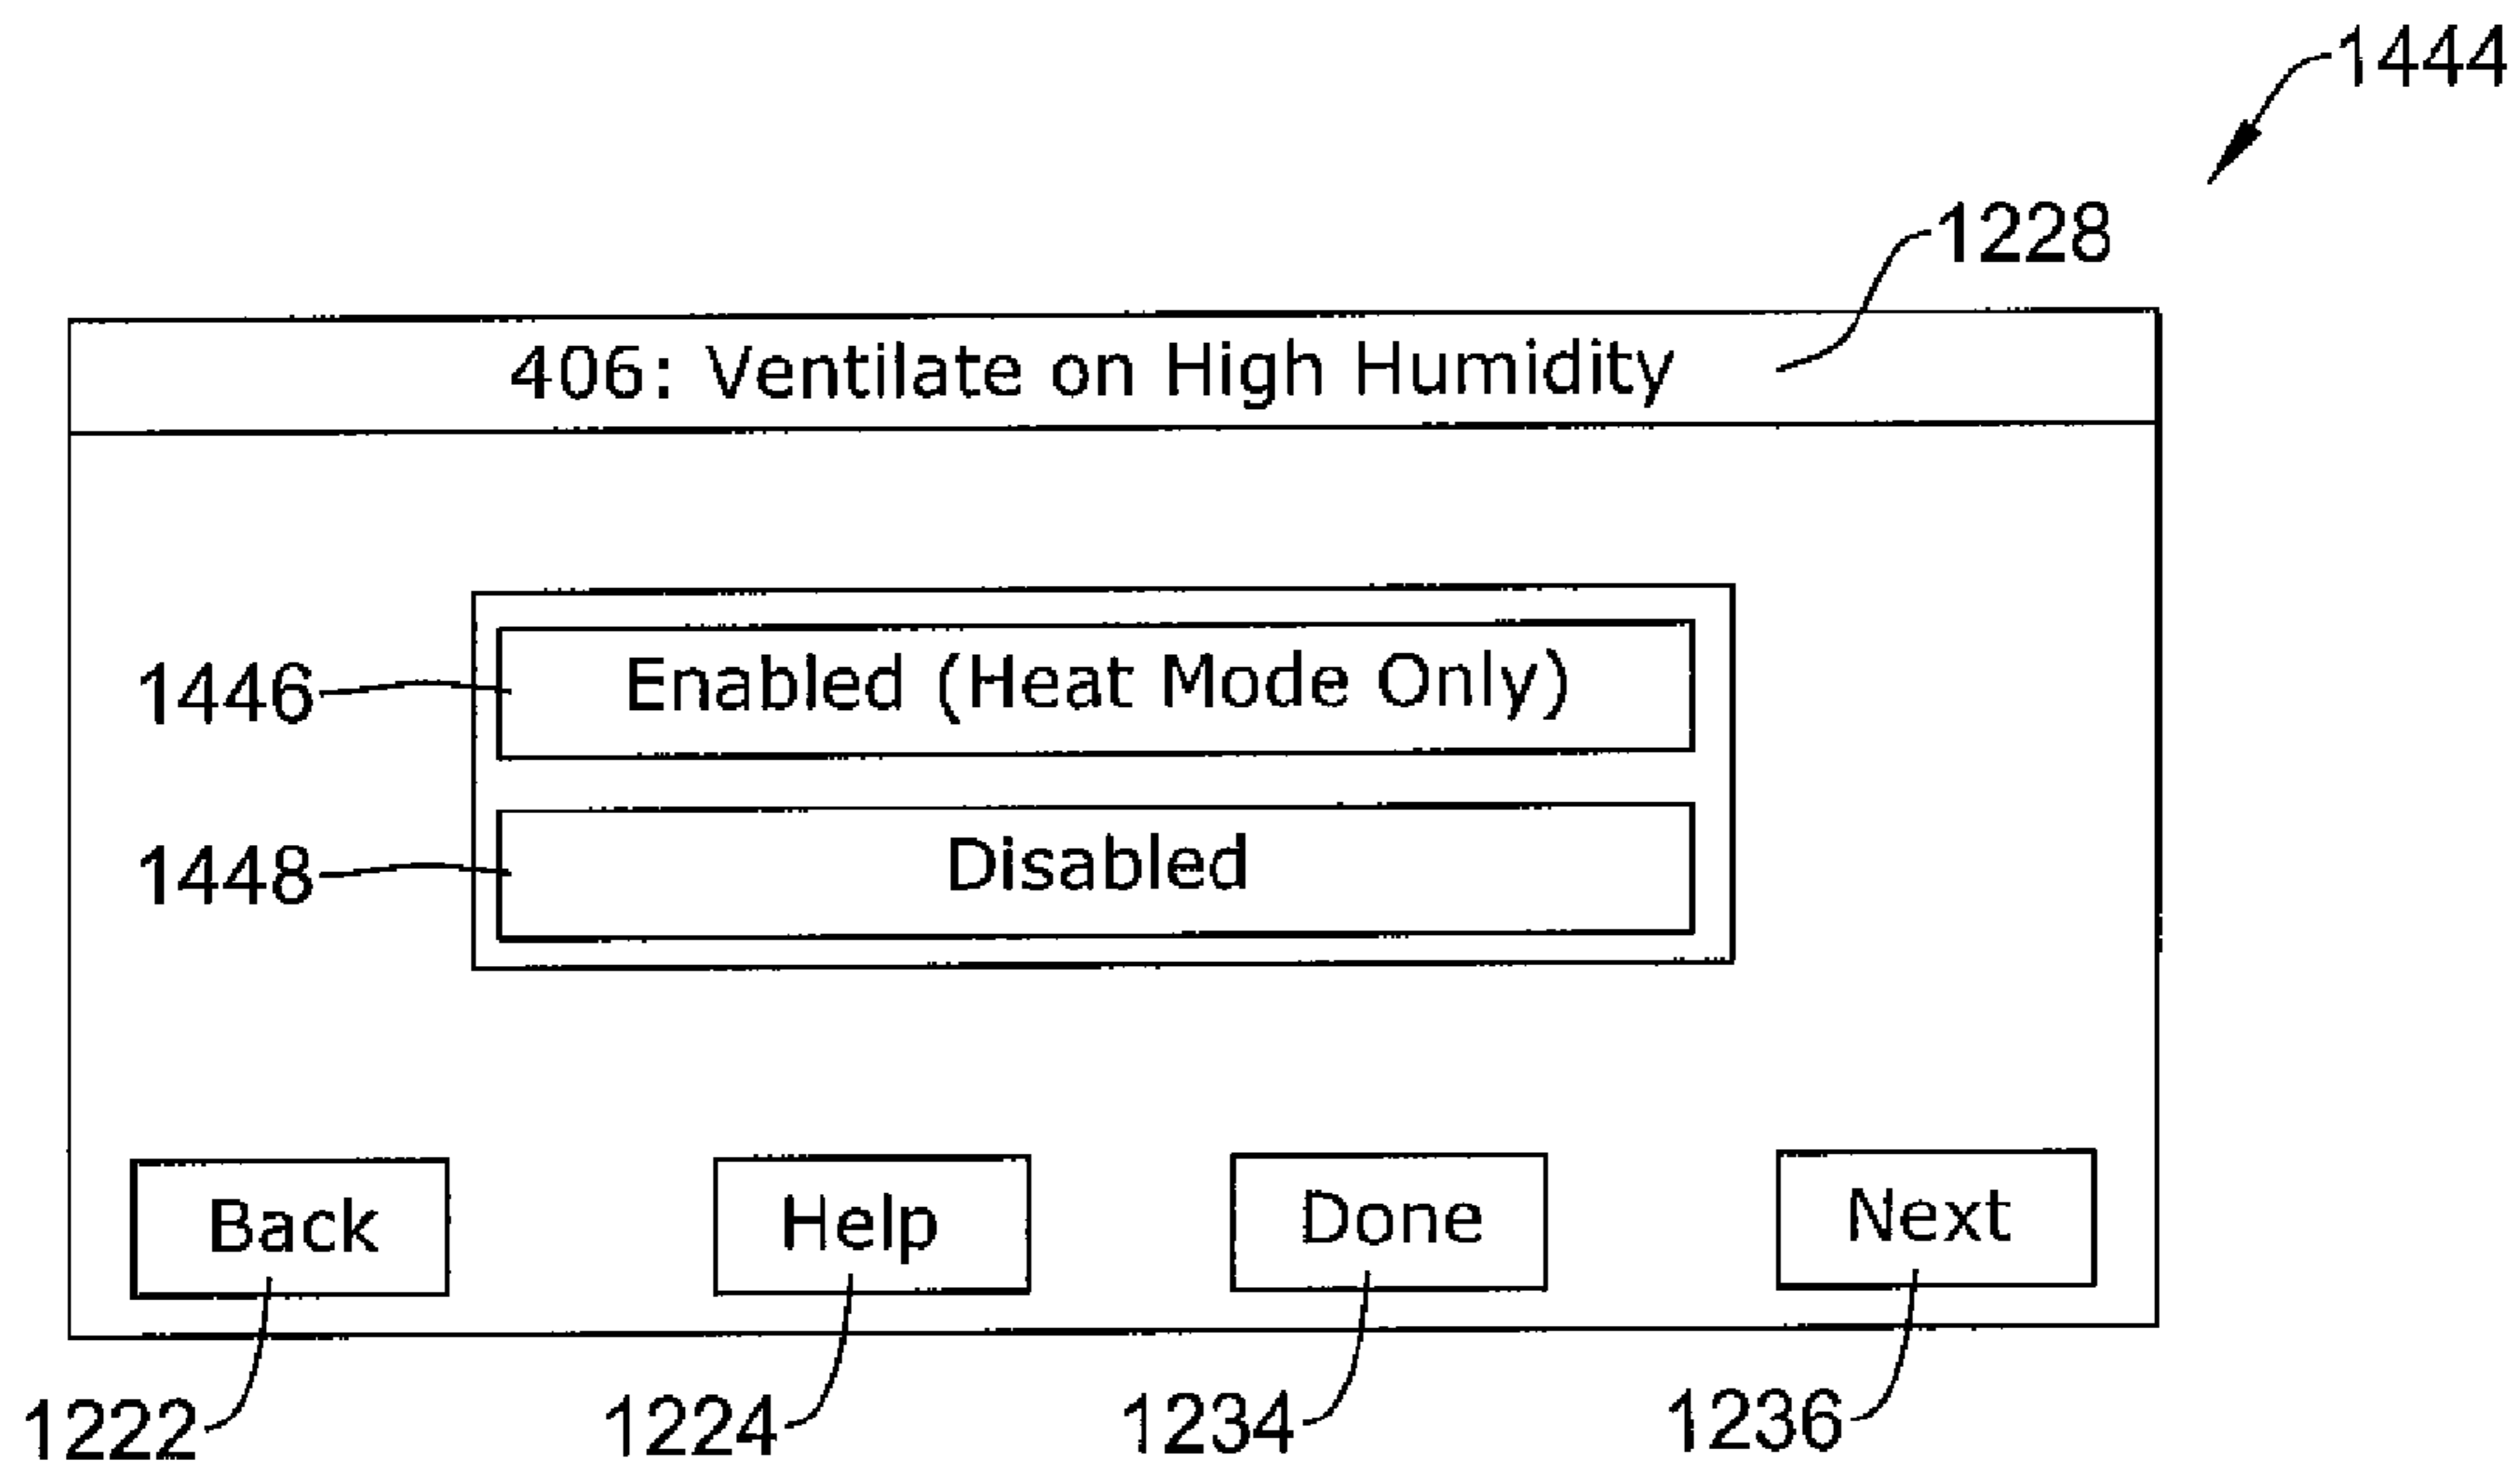 1444
1228
406: Ventilate on High Humidity
1446
Enabled (Heat Mode Only)
1448
Disabled
Back
Help
Done
Next
1222
1224
1234
1236